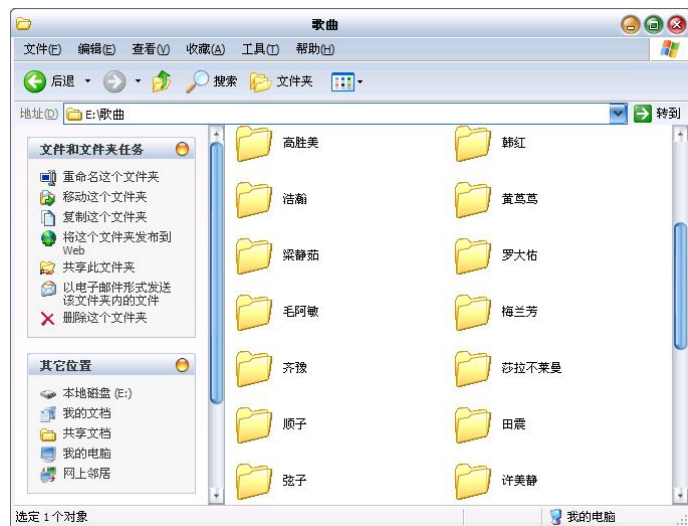 歌曲
文件(F) 编辑(E) 查看(V) 收藏(A) 工具(T) 帮助(H)
后退 搜索 文件夹
地址(D) E:\歌曲 转到
文件和文件夹任务
重命名这个文件夹
移动这个文件夹
复制这个文件夹
将这个文件夹发布到
Web
共享此文件夹
以电子邮件形式发送
该文件夹内的文件
删除这个文件夹
其它位置
本地磁盘 (E:)
我的文档
共享文档
我的电脑
网上邻居
高胜美 韩红
浩瀚 黄莺莺
梁静茹 罗大佑
毛阿敏 梅兰芳
齐豫 莎拉不莱曼
顺子 田震
弦子 许美静
选定 1 个对象 我的电脑